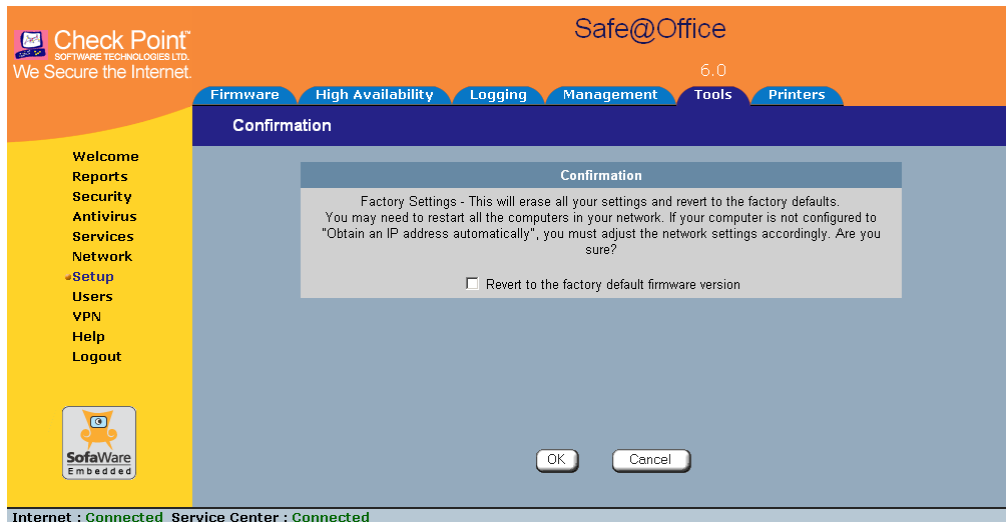 Check Point™
SOFTWARE TECHNOLOGIES LTD.
We Secure the Internet.
Safe@Office
6.0
Firmware High Availability Logging Management Tools Printers
Confirmation
Welcome
Reports
Security
Antivirus
Services
Network
Setup
Users
VPN
Help
Logout
SofaWare
Embedded
Confirmation
Factory Settings - This will erase all your settings and revert to the factory defaults.
You may need to restart all the computers in your network. If your computer is not configured to
"Obtain an IP address automatically", you must adjust the network settings accordingly. Are you
sure?
Revert to the factory default firmware version
OK Cancel
Internet : Connected Service Center : Connected